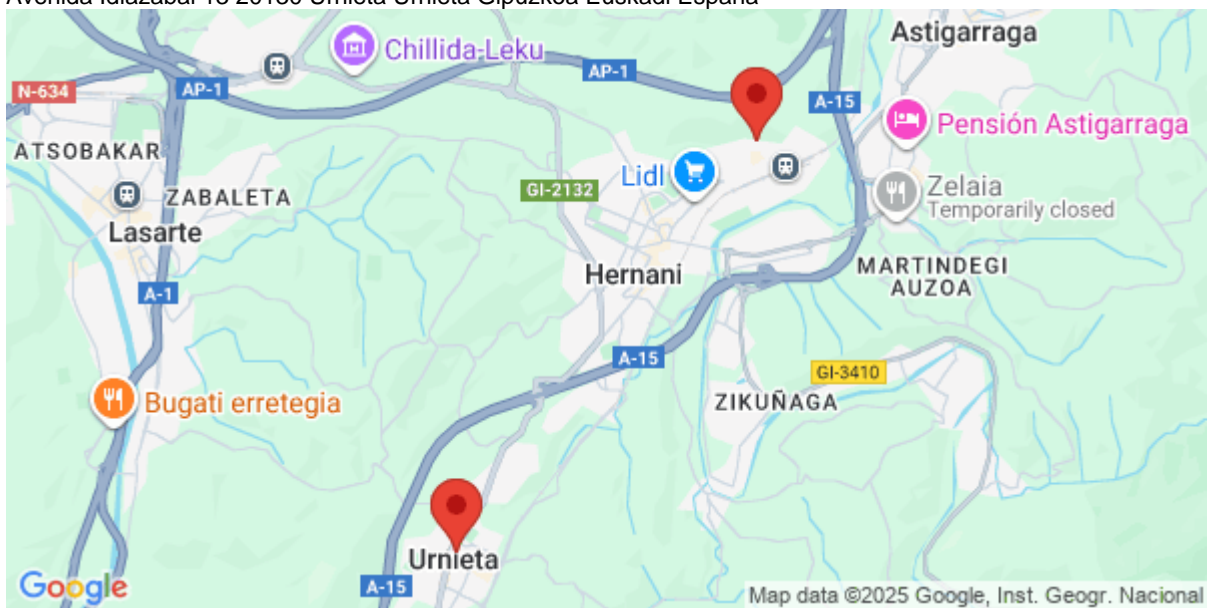 Avenida Idiazabal 13 20130 Urnieta Urnieta Gipuzkoa Euskadi España
Astigarraga
Chillida-Leku
AP-1
N-634
AP-1
A-15
Pensión Astigarraga
ATSOBAKAR
Lidl
GI-2132
ZABALETA
Zelaia
Temporarily closed
Lasarte
Hernani
MARTINDEGI
AUZOA
A-1
A-15
GI-3410
Bugati erretegia
ZIKUÑAGA
Urnieta
A-15
Google
Map data ©2025 Google, Inst. Geogr. Nacional